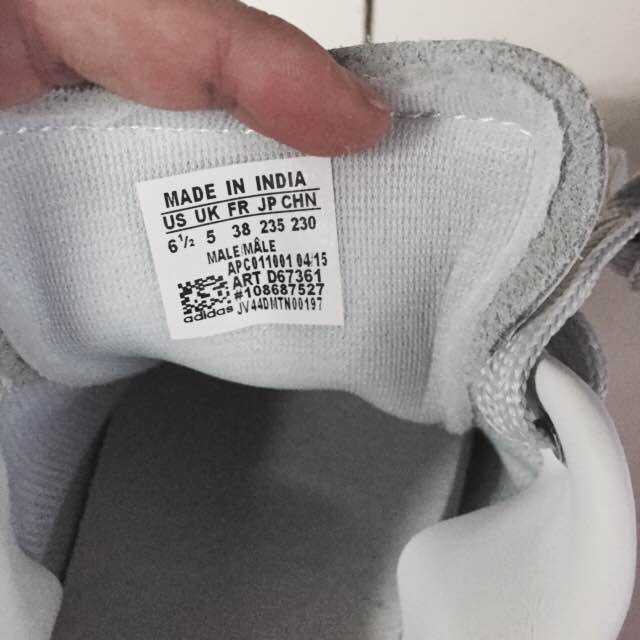 MADE IN INDIA
US UK FR JP CHN
6½ 5 38 235 230
MALE/MÂLE
APC011001 04/15
ART D67361
#108687527
adidas JV44DMTN00197